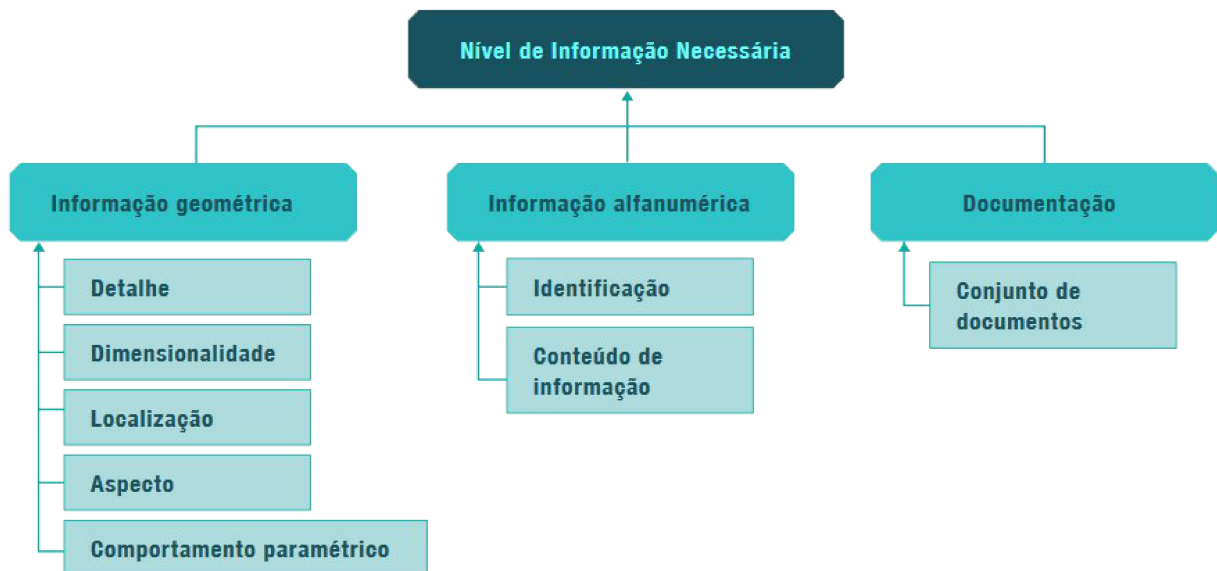 Nível de Informação Necessária
Informação geométrica
Detalhe
Dimensionalidade
Localização
Aspecto
Comportamento paramétrico
Informação alfanumérica
Identificação
Conteúdo de
informação
Documentação
Conjunto de
documentos